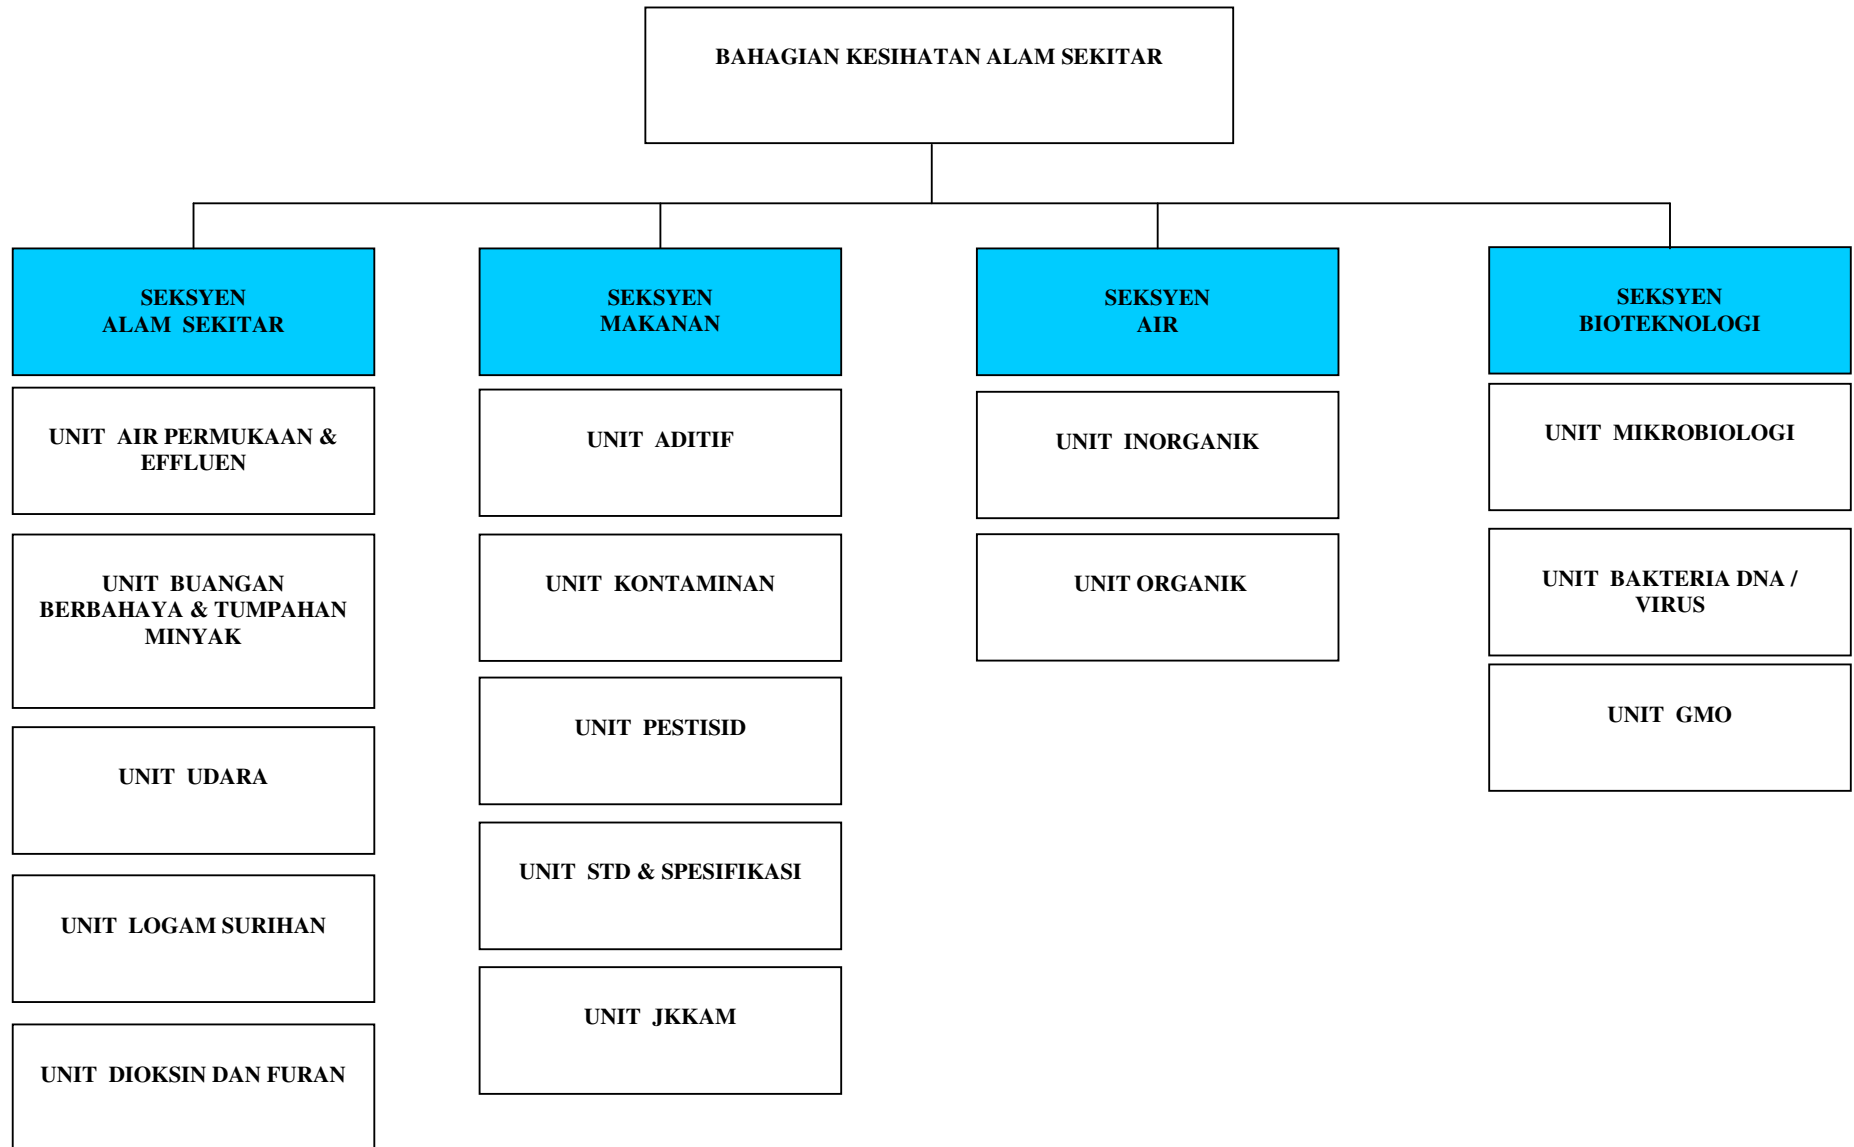 BAHAGIAN KESIHATAN ALAM SEKITAR
SEKSYEN
ALAM SEKITAR
UNIT AIR PERMUKAAN &
EFFLUEN
UNIT BUANGAN
BERBAHAYA & TUMPAHAN
MINYAK
UNIT UDARA
UNIT LOGAM SURIHAN
UNIT DIOKSIN DAN FURAN
SEKSYEN
MAKANAN
UNIT ADITIF
UNIT KONTAMINAN
UNIT PESTISID
UNIT STD & SPESIFIKASI
UNIT JKKAM
SEKSYEN
AIR
UNIT INORGANIK
UNIT ORGANIK
SEKSYEN
BIOTEKNOLOGI
UNIT MIKROBIOLOGI
UNIT BAKTERIA DNA /
VIRUS
UNIT GMO